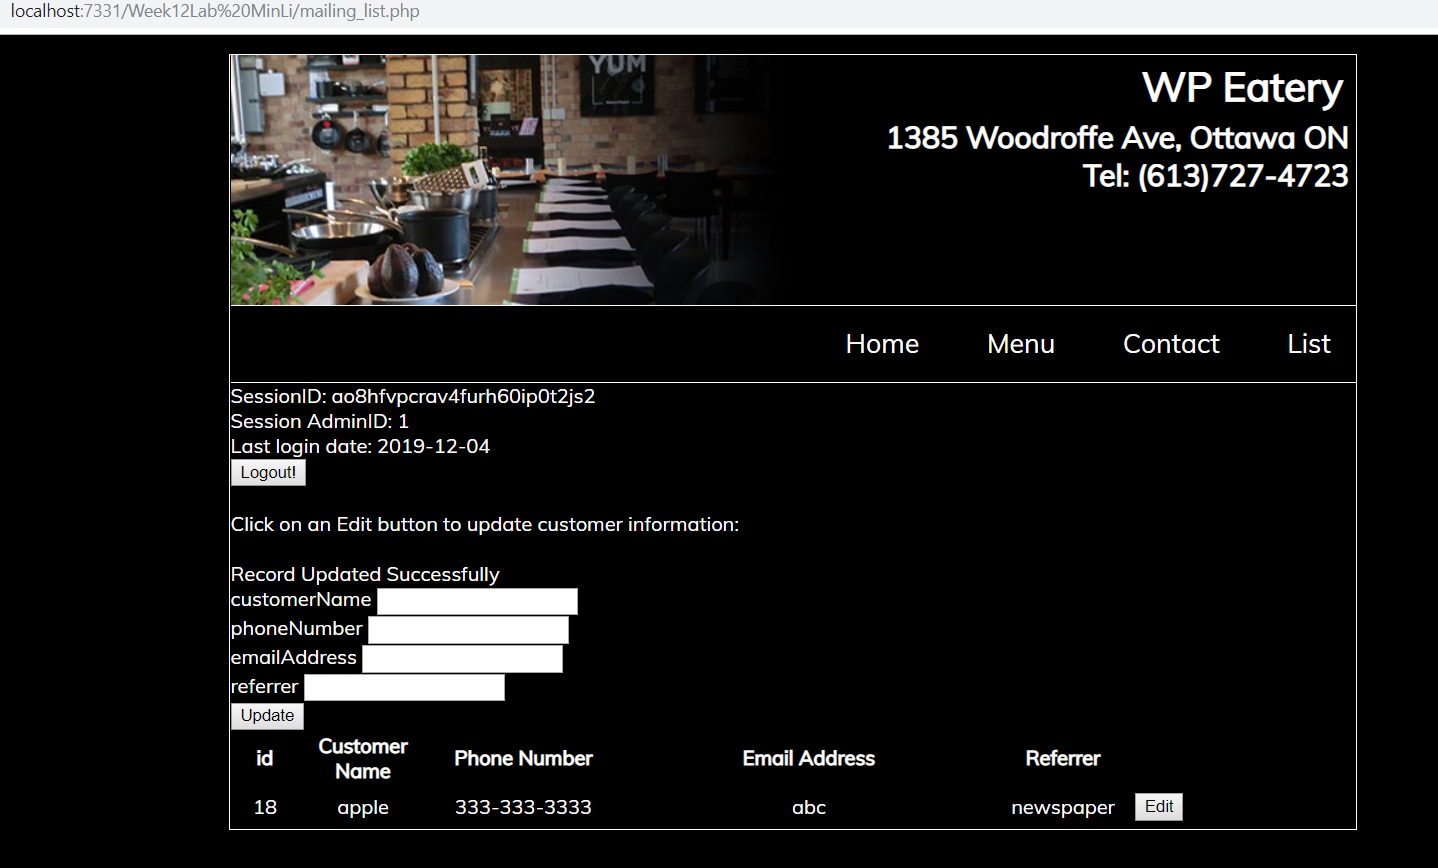 localhost:7331/Week12Lab%20MinLi/mailing_list.php
YUM
WP Eatery
1385 Woodroffe Ave, Ottawa ON
Tel: (613)727-4723
Home Menu Contact List
SessionID: ao8hfvpcrav4furh60ip0t2js2
Session AdminID: 1
Last login date: 2019-12-04
Logout!
Click on an Edit button to update customer information:
Record Updated Successfully
customerName
phoneNumber
emailAddress
referrer
Update
id Customer Name Phone Number Email Address Referrer
18 apple 333-333-3333 abc newspaper Edit